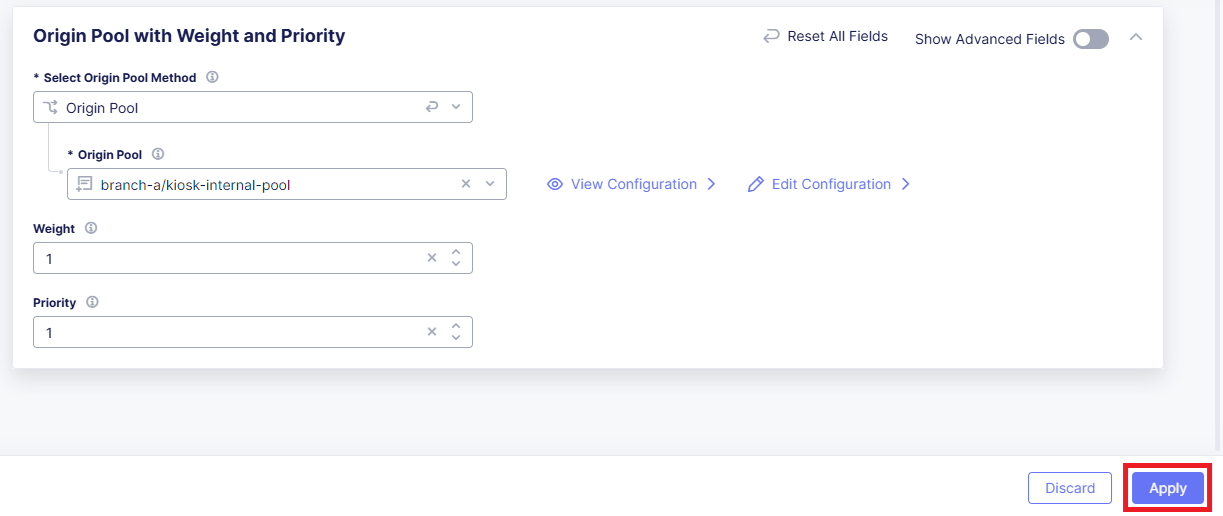 Origin Pool with Weight and Priority
Reset All Fields
Show Advanced Fields
* Select Origin Pool Method
Origin Pool
* Origin Pool
branch-a/kiosk-internal-pool
View Configuration
Edit Configuration
Weight
1
Priority
1
Discard
Apply